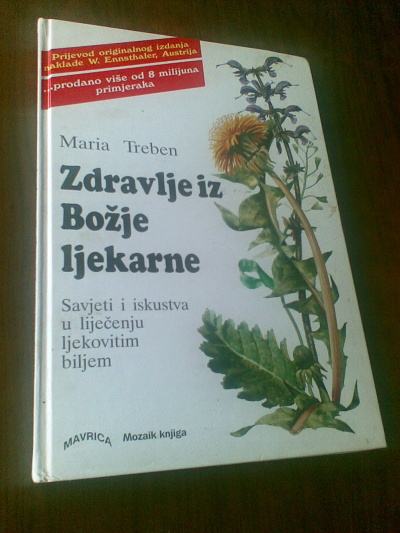 Prijevod originalnog izdanja
naklade W. Ennsthaler, Austrija
...prodano više od 8 milijuna
primjeraka
Maria Treben
Zdravlje iz
Božje
ljekarne
Savjeti i iskustva
u liječenju
ljekovitim
biljem
MAVRICA Mozaik knjiga